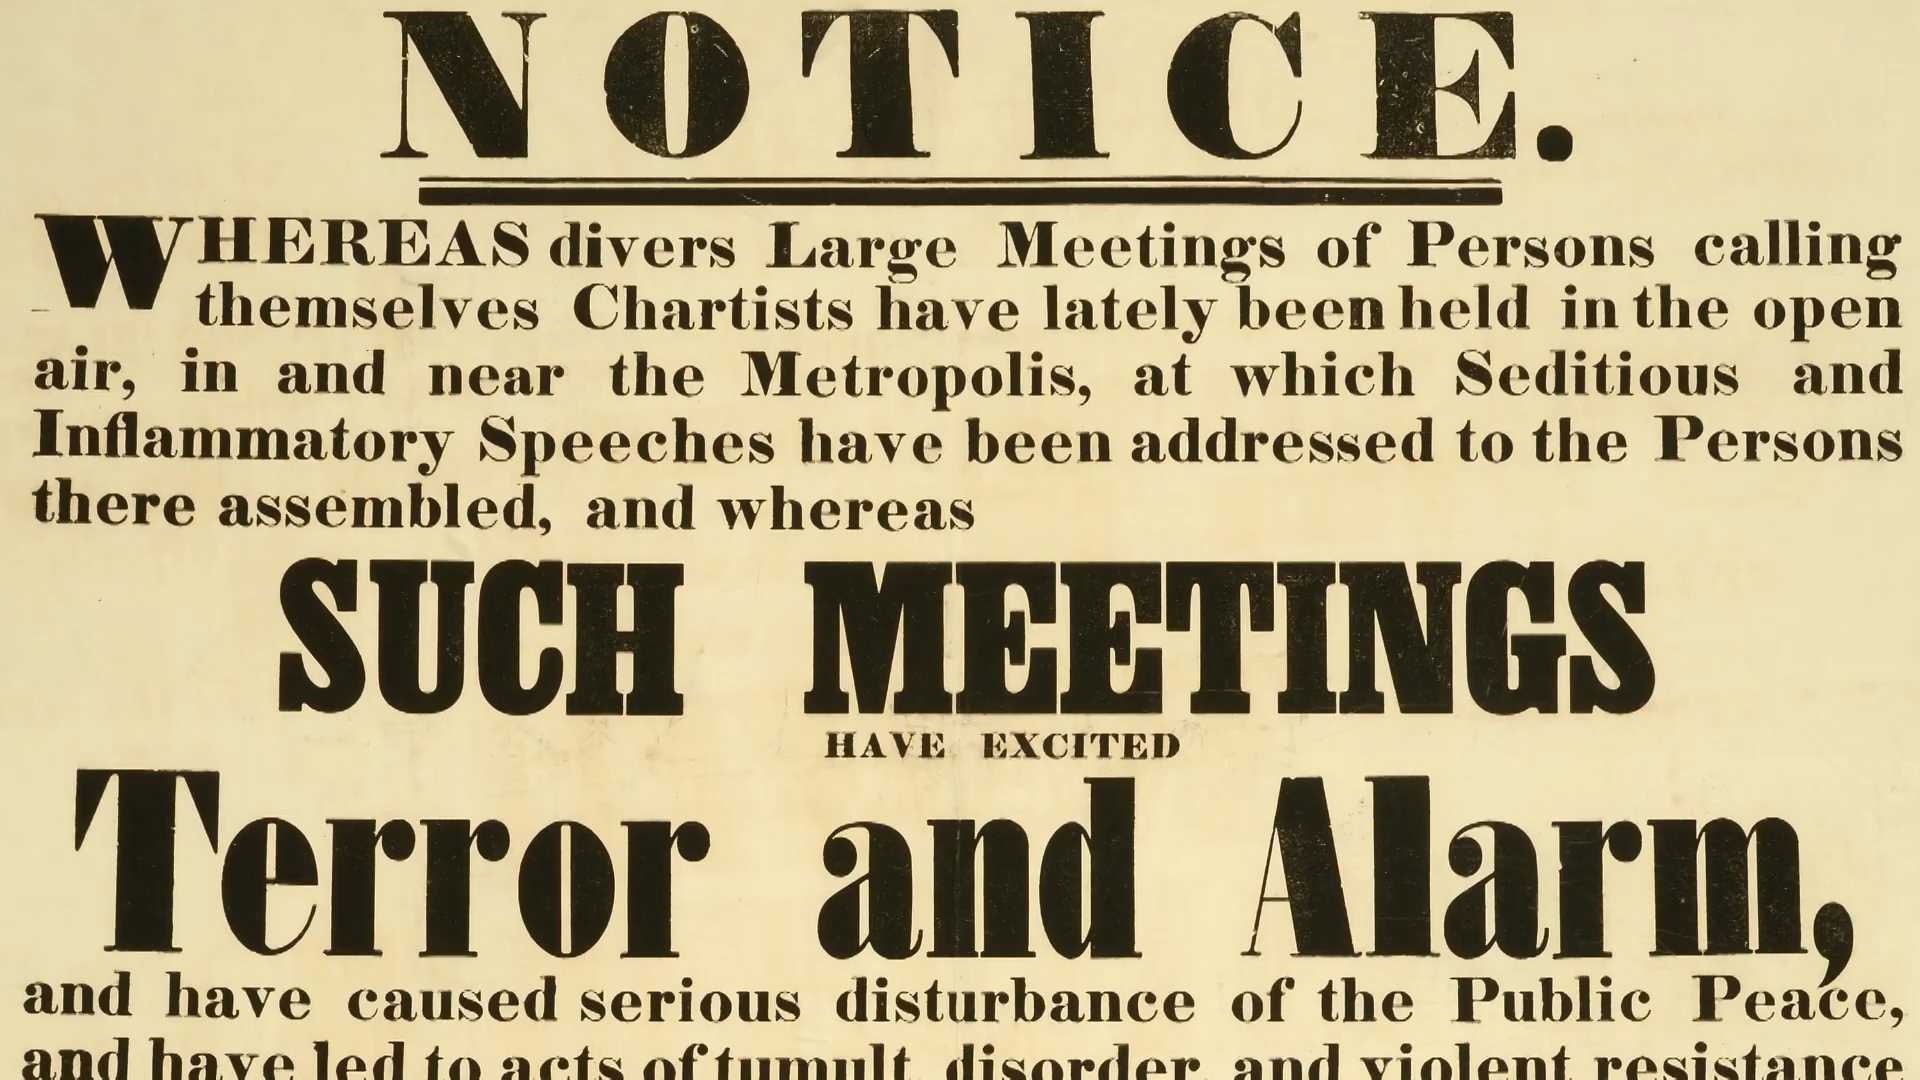 NOTICE.
WHEREAS divers Large Meetings of Persons calling
themselves Chartists have lately been held in the open
air, in and near the Metropolis, at which Seditious and
Inflammatory Speeches have been addressed to the Persons
there assembled, and whereas
SUCH MEETINGS
HAVE EXCITED
Terror and Alarm,
and have caused serious disturbance of the Public Peace,
and have led to acts of tumult disorder and violent resistance